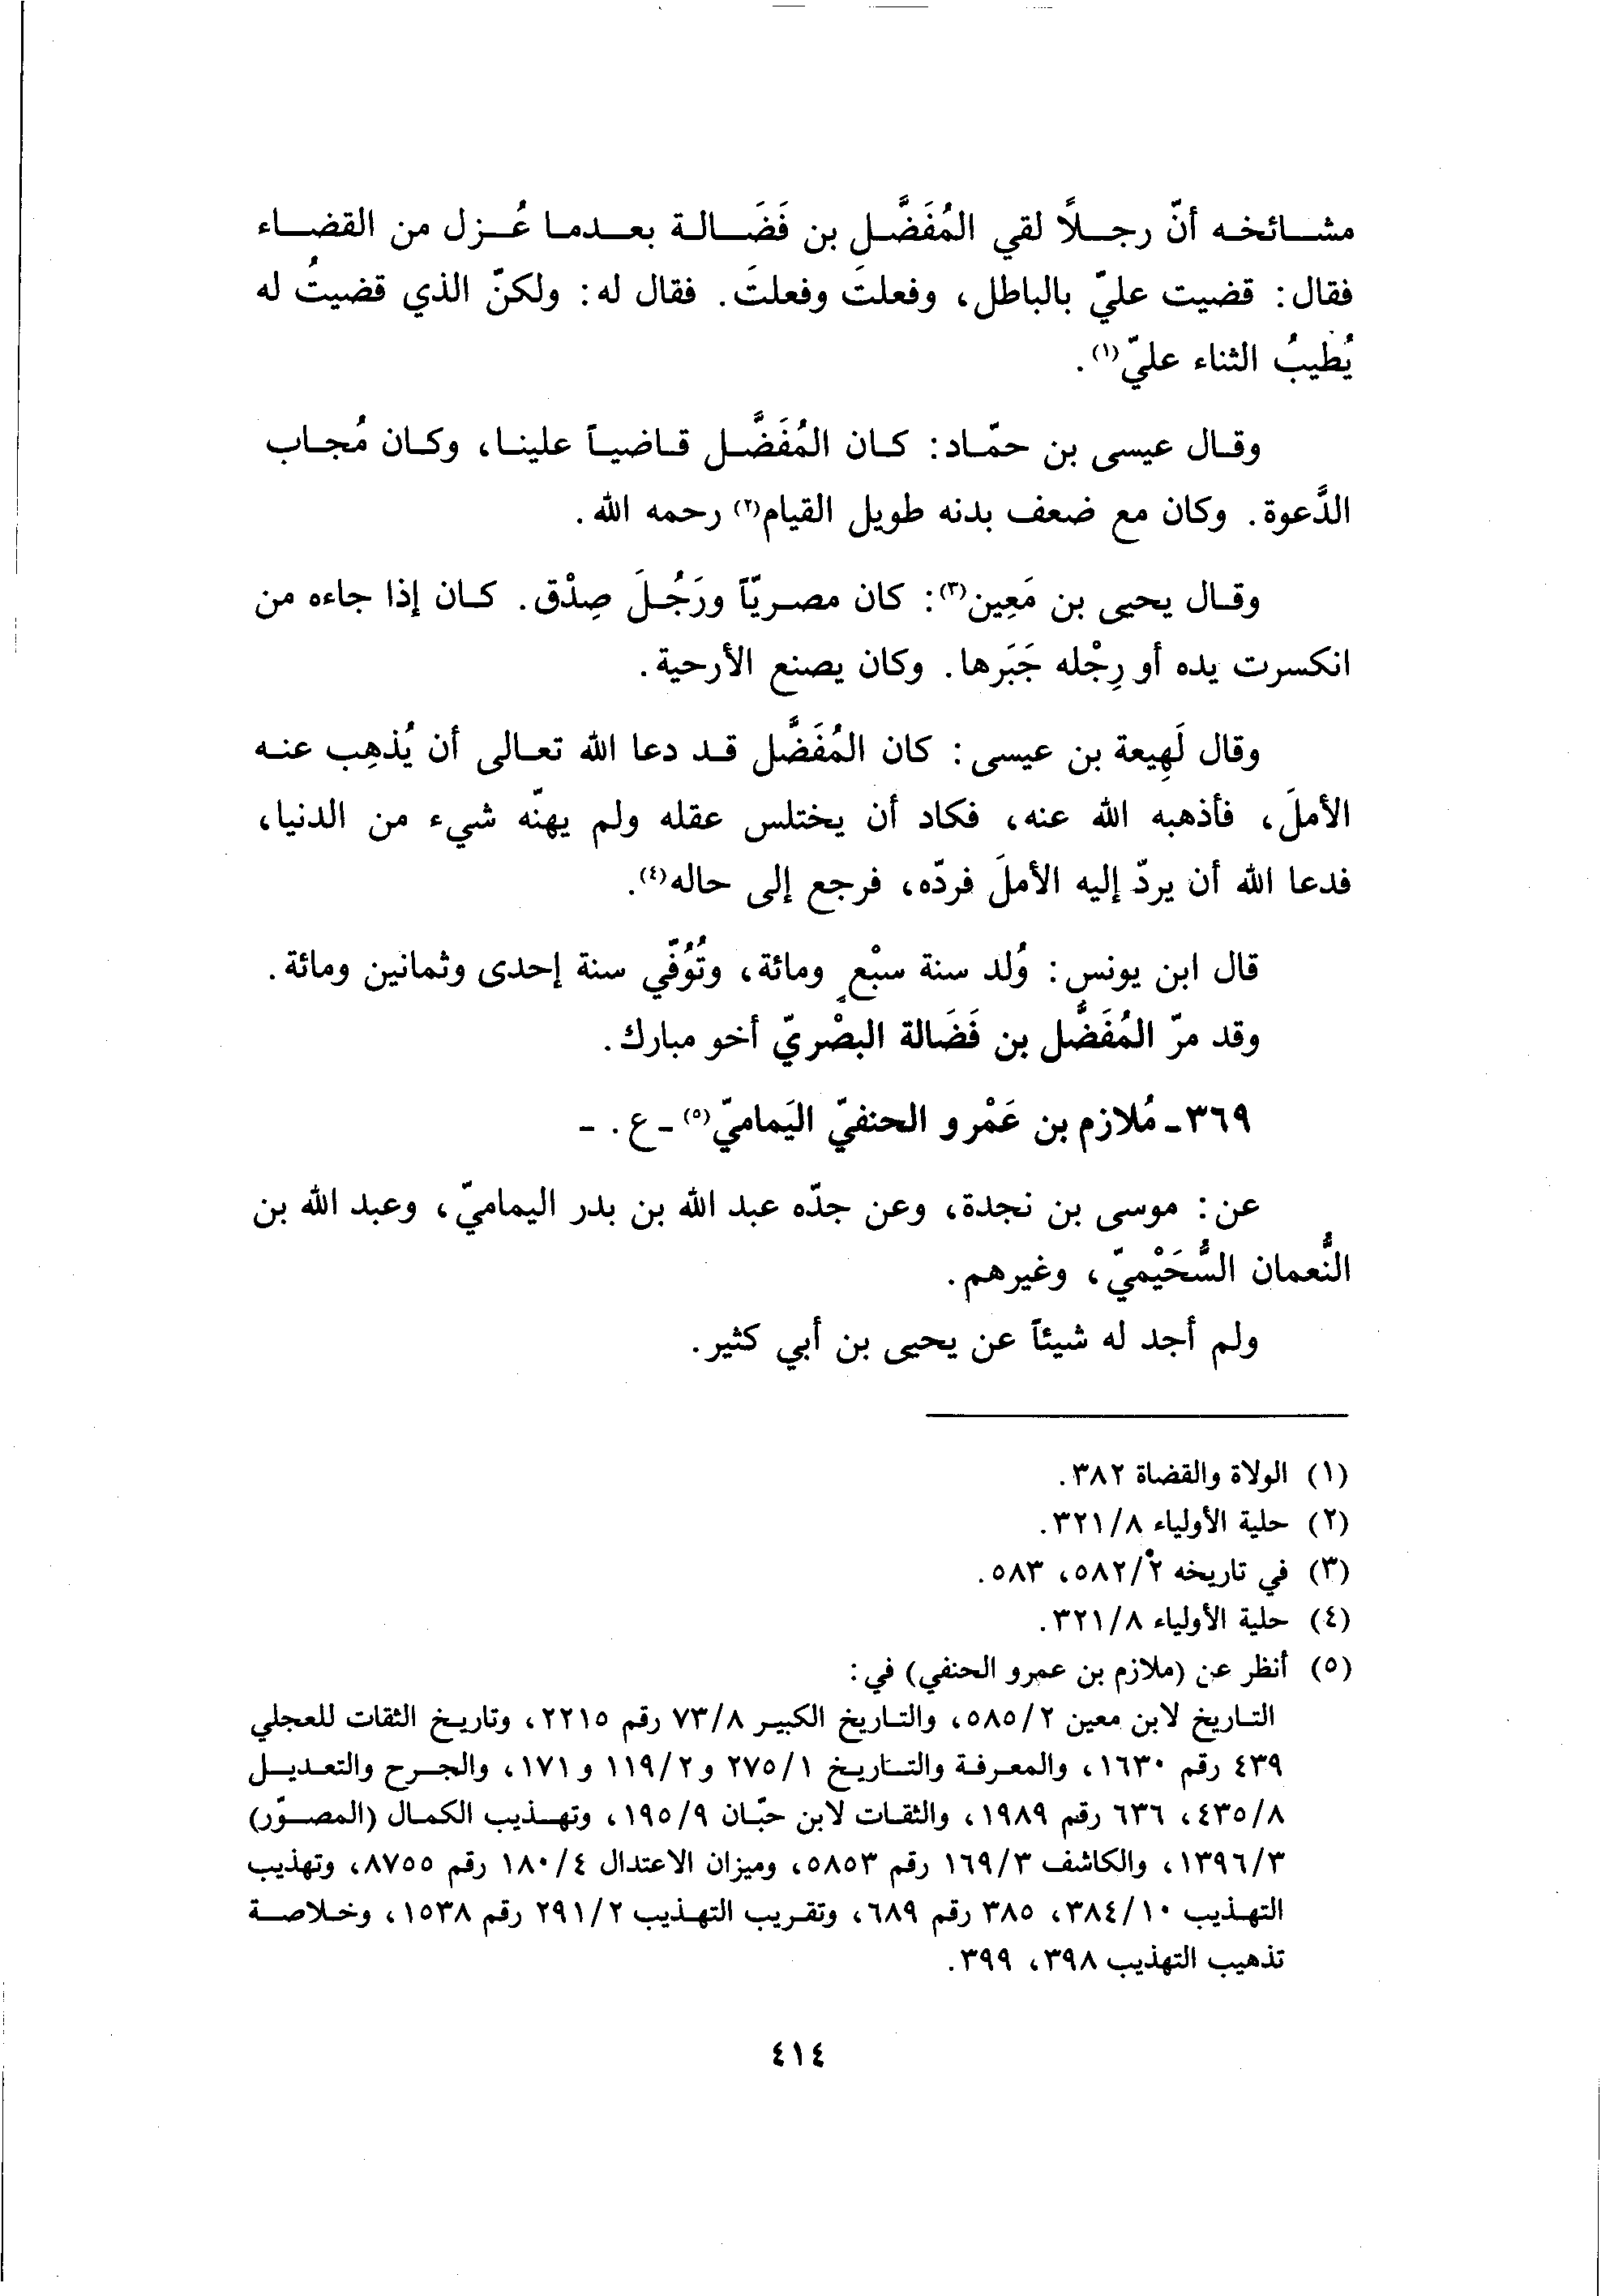 مشائخه أنّ رجلاً لقي المُفَضَّل بن فَضَالة بعدما عُزل من القضاء
فقال: قضيت عليّ بالباطل، وفعلتَ وفعلتَ. فقال له: ولكنّ الذي قضيتُ له
يُطيبُ الثناء عليّ(١).
وقال عيسى بن حمّاد: كان المُفَضَّل قاضياً علينا، وكان مُجاب
الدَّعوة. وكان مع ضعف بدنه طويل القيام(٢) رحمه الله.
وقال يحيى بن مَعِين(٣): كان مصريّاً ورَجُلَ صِدْق. كان إذا جاءه من
انكسرت يده أو رِجْله جَبَرها. وكان يصنع الأرحية.
وقال لَهِيعة بن عيسى: كان المُفَضَّل قد دعا الله تعالى أن يُذهِب عنه
الأملَ، فأذهبه الله عنه، فكاد أن يختلس عقله ولم يهنّه شيء من الدنيا،
فدعا الله أن يردّ إليه الأملَ فردّه، فرجع إلى حاله(٤).
قال ابن يونس: وُلد سنة سبْعٍ ومائة، وتُوُفّي سنة إحدى وثمانين ومائة.
وقد مرّ المُفَضَّل بن فَضَالة البصْريّ أخو مبارك.
٣٦٩ـ مُلازم بن عَمْرو الحنفيّ اليَماميّ(٥) ـ ع. ـ
عن: موسى بن نجدة، وعن جدّه عبد الله بن بدر اليماميّ، وعبد الله بن
النُّعمان السُّحَيْميّ، وغيرهم.
ولم أجد له شيئاً عن يحيى بن أبي كثير.
(١) الولاة والقضاة ٣٨٢.
(٢) حلية الأولياء ٣٢١/٨.
(٣) في تاريخه ٥٨٢/٢، ٥٨٣.
(٤) حلية الأولياء ٣٢١/٨.
(٥) أنظر عن (ملازم بن عمرو الحنفي) في:
التاريخ لابن معين ٥٨٥/٢، والتاريخ الكبير ٧٣/٨ رقم ٢٢١٥، وتاريخ الثقات للعجلي
٤٣٩ رقم ١٦٣٠، والمعرفة والتاريخ ٢٧٥/١ و١١٩/٢ و١٧١، والجرح والتعديل
٤٣٥/٨، ٦٣٦ رقم ١٩٨٩، والثقات لابن حبّان ١٩٥/٩، وتهذيب الكمال (المصوّر)
١٣٩٦/٣، والكاشف ١٦٩/٣ رقم ٥٨٥٣، وميزان الاعتدال ١٨٠/٤ رقم ٨٧٥٥، وتهذيب
التهذيب ٣٨٤/١٠، ٣٨٥ رقم ٦٨٩، وتقريب التهذيب ٢٩١/٢ رقم ١٥٣٨، وخلاصة
تذهيب التهذيب ٣٩٨، ٣٩٩.
٤١٤